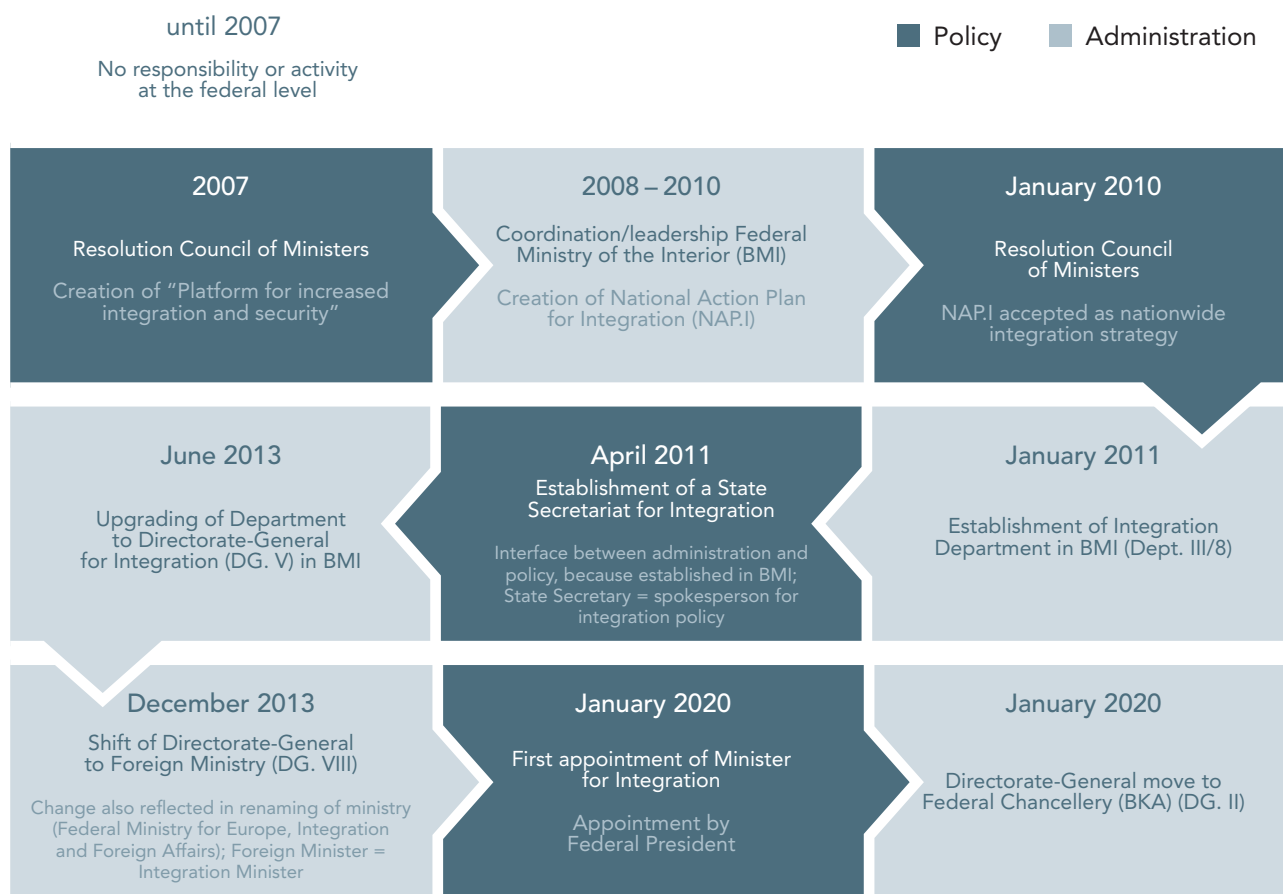 until 2007
No responsibility or activity
at the federal level
Policy
Administration
2007
Resolution Council of Ministers
Creation of “Platform for increased
integration and security”
2008 – 2010
Coordination/leadership Federal
Ministry of the Interior (BMI)
Creation of National Action Plan
for Integration (NAP.I)
January 2010
Resolution Council
of Ministers
NAP.I accepted as nationwide
integration strategy
June 2013
Upgrading of Department
to Directorate-General
for Integration (DG. V) in BMI
April 2011
Establishment of a State
Secretariat for Integration
Interface between administration and
policy, because established in BMI;
State Secretary = spokesperson for
integration policy
January 2011
Establishment of Integration
Department in BMI (Dept. III/8)
December 2013
Shift of Directorate-General
to Foreign Ministry (DG. VIII)
Change also reflected in renaming of ministry
(Federal Ministry for Europe, Integration
and Foreign Affairs); Foreign Minister =
Integration Minister
January 2020
First appointment of Minister
for Integration
Appointment by
Federal President
January 2020
Directorate-General move to
Federal Chancellery (BKA) (DG. II)